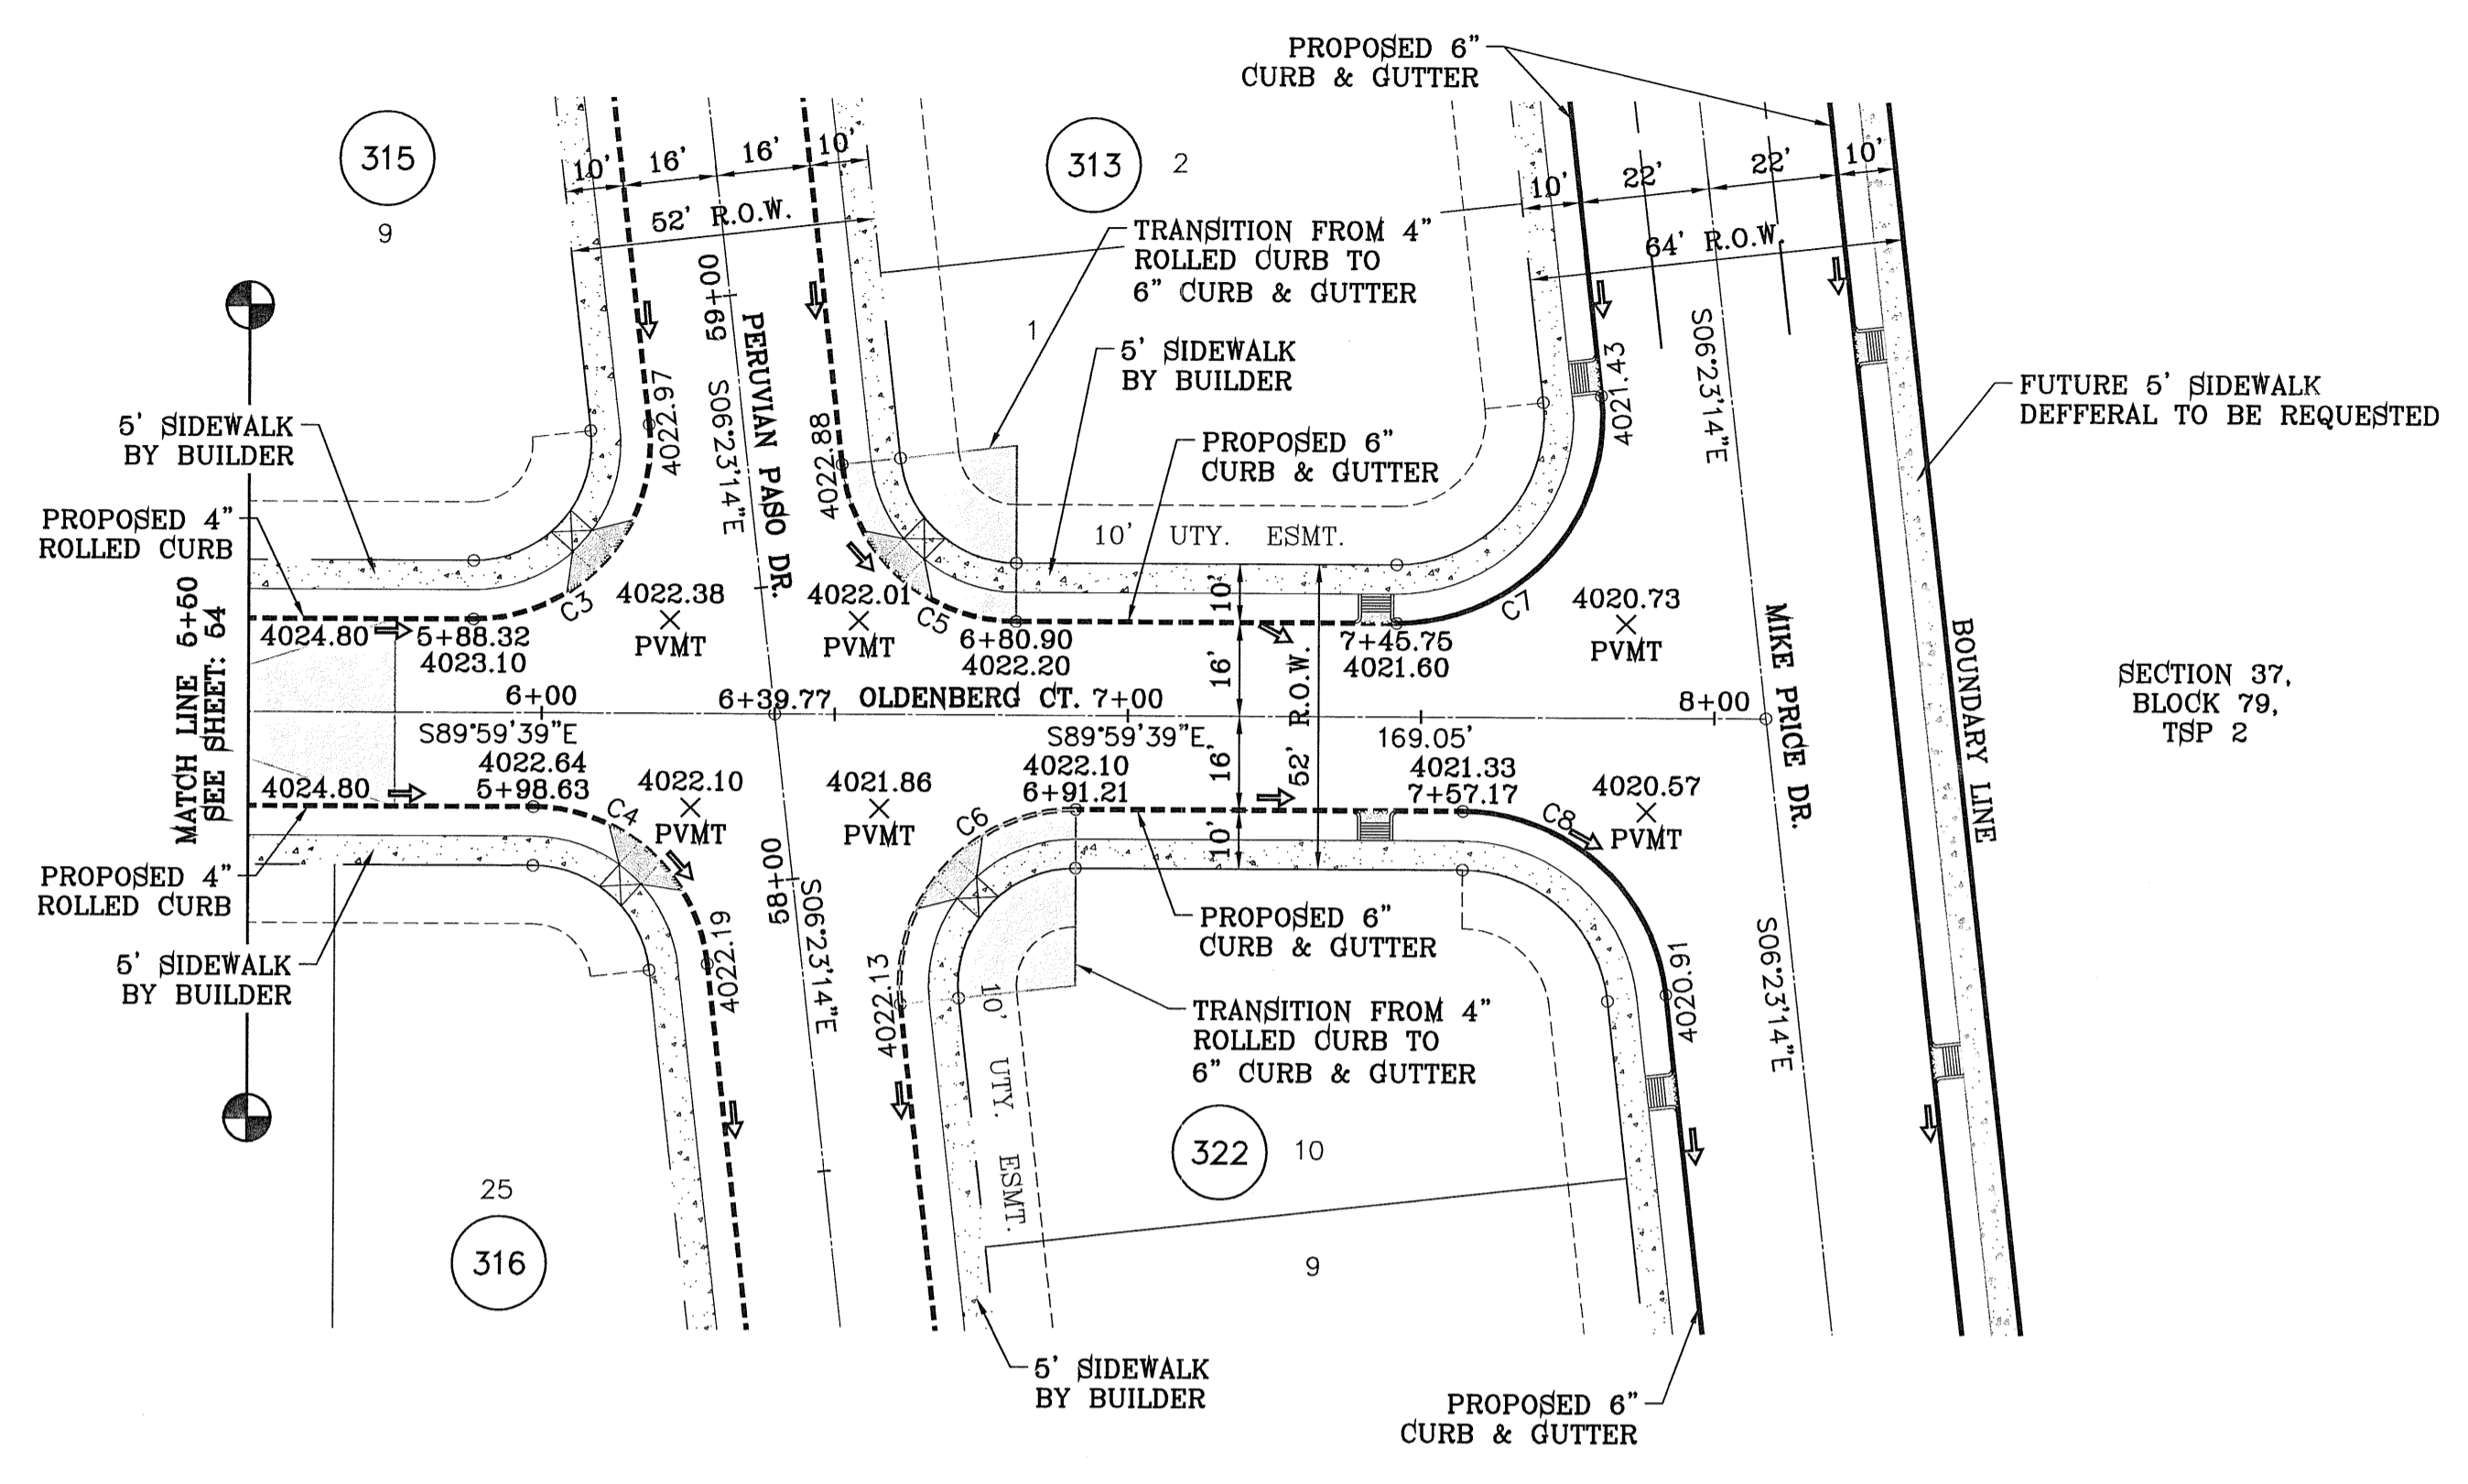 PROPOSED 6"
CURB & GUTTER
315
9
10'
16'
16'
10'
52' R.O.W.
313
2
10'
22'
22'
10'
64' R.O.W.
TRANSITION FROM 4"
ROLLED CURB TO
6" CURB & GUTTER
1
5' SIDEWALK
BY BUILDER
PROPOSED 6"
CURB & GUTTER
69+00
S06°23'14"E
PERUVIAN PASO DR.
4022.97
4022.88
4021.43
S06°23'14"E
FUTURE 5' SIDEWALK
DEFFERAL TO BE REQUESTED
5' SIDEWALK
BY BUILDER
PROPOSED 4"
ROLLED CURB
10' UTY. ESMT.
MATCH LINE 5+50
SEE SHEET: 54
C3
4022.38
PVMT
4022.01
PVMT
C5
C7
4020.73
PVMT
4024.80
5+88.32
4023.10
6+80.90
4022.20
10'
16'
52' R.O.W.
7+45.75
4021.60
6+00
6+39.77
OLDENBERG CT.
7+00
8+00
MIKE PRICE DR.
BOUNDARY LINE
SECTION 37,
BLOCK 79,
TSP 2
S89°59'39"E
S89°59'39"E
169.05'
4022.64
5+98.63
4024.80
C4
4022.10
PVMT
4021.86
PVMT
C6
4022.10
6+91.21
16'
10'
4021.33
7+57.17
C8
4020.57
PVMT
PROPOSED 4"
ROLLED CURB
5' SIDEWALK
BY BUILDER
68+00
S06°23'14"E
4022.19
4022.13
PROPOSED 6"
CURB & GUTTER
4020.91
S06°23'14"E
10' UTY. ESMT.
TRANSITION FROM 4"
ROLLED CURB TO
6" CURB & GUTTER
322
10
25
316
9
5' SIDEWALK
BY BUILDER
PROPOSED 6"
CURB & GUTTER